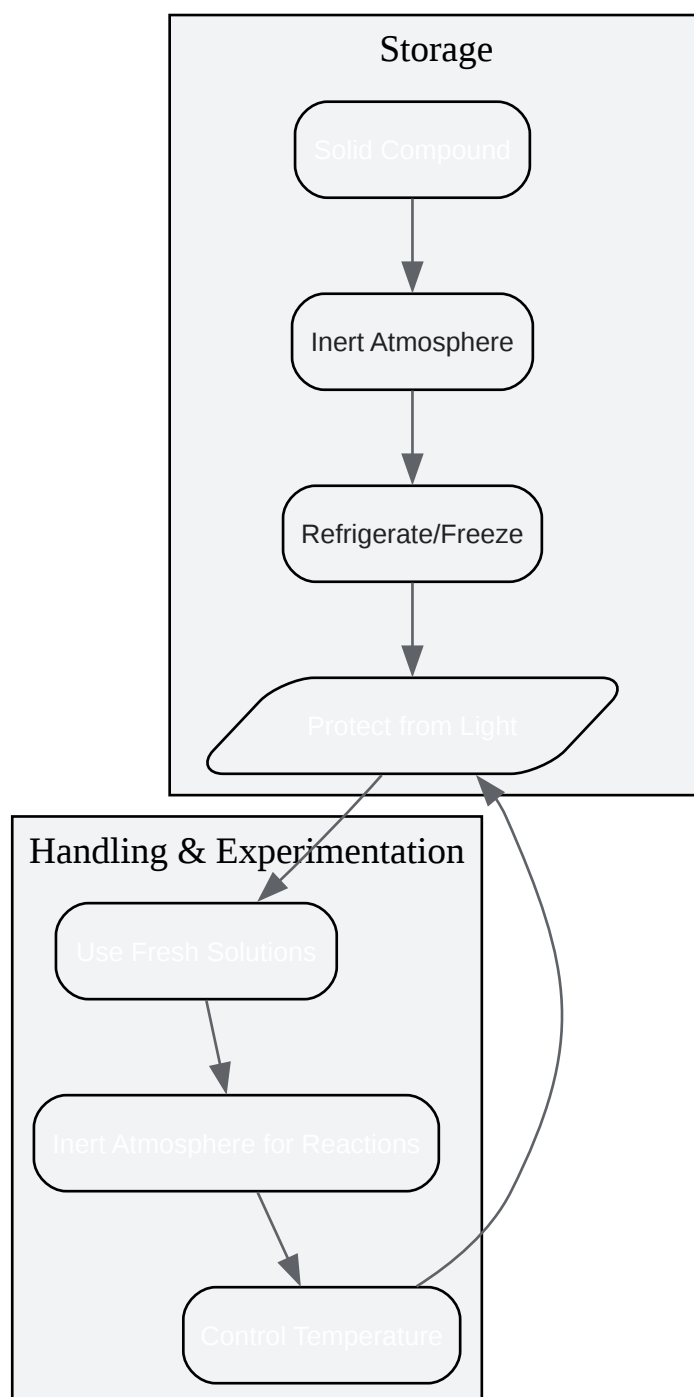 Storage
Solid Compound
Inert Atmosphere
Refrigerate/Freeze
Protect from Light
Handling & Experimentation
Use Fresh Solutions
Inert Atmosphere for Reactions
Control Temperature